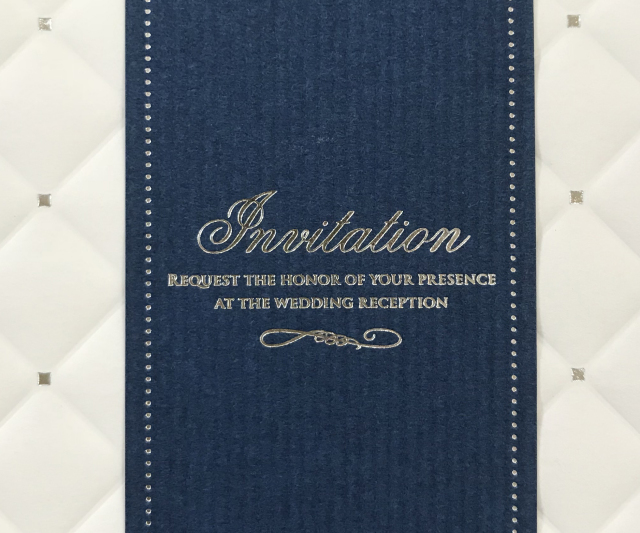 Invitation
REQUEST THE HONOR OF YOUR PRESENCE
AT THE WEDDING RECEPTION